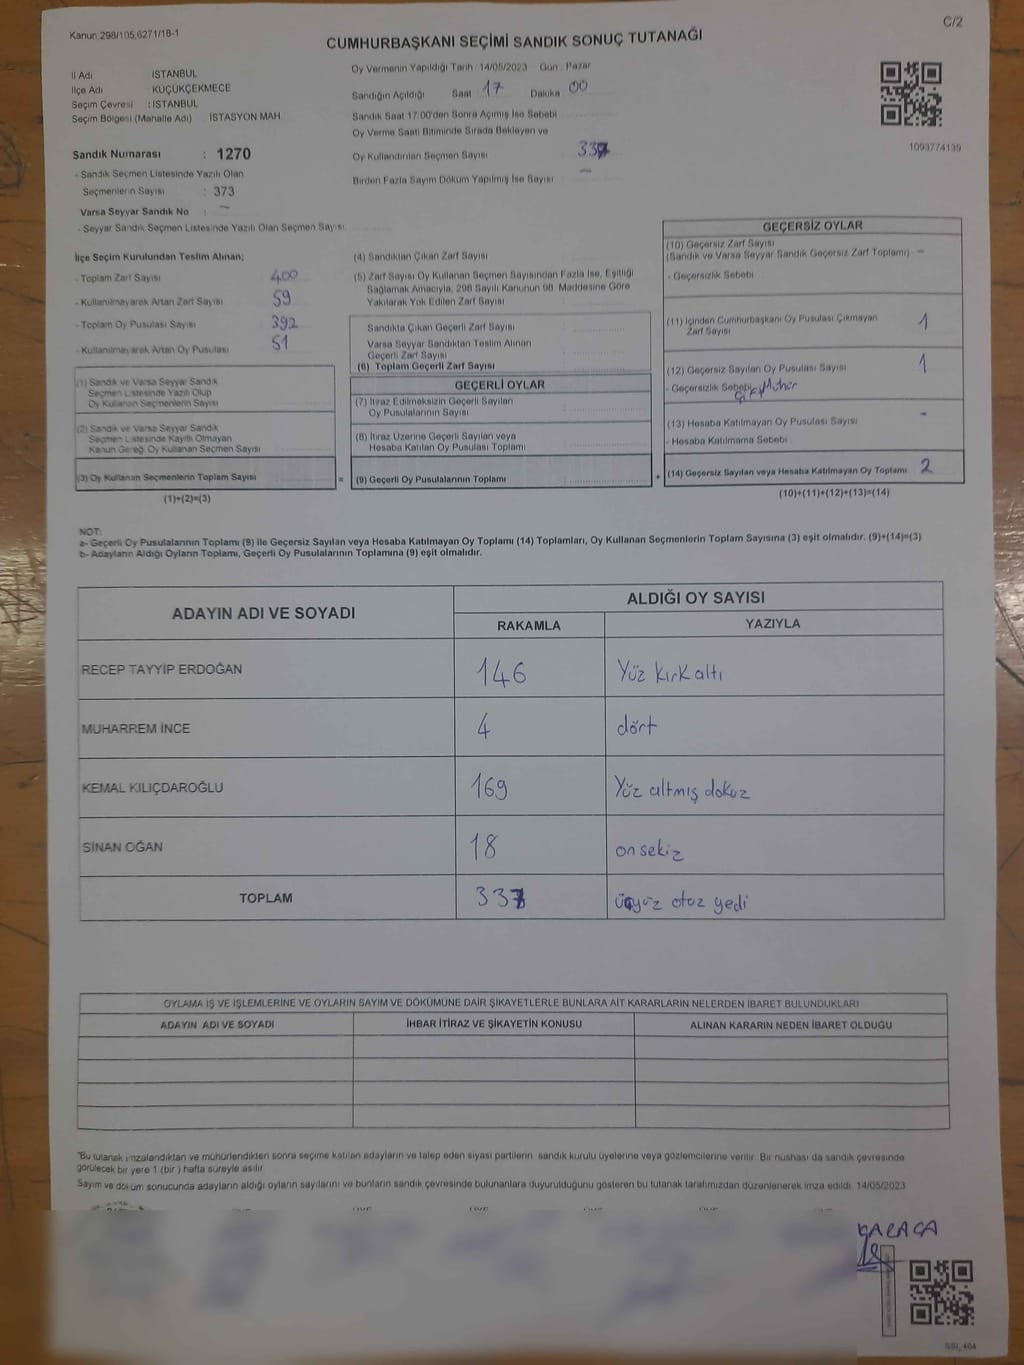 Kanun:298/105,6271/18-1
C/2
CUMHURBAŞKANI SEÇİMİ SANDIK SONUÇ TUTANAĞI
İl Adı İSTANBUL
İlçe Adı KÜÇÜKÇEKMECE
Seçim Çevresi : İSTANBUL
Seçim Bölgesi (Mahalle Adı) İSTASYON MAH.
Sandık Numarası : 1270
- Sandık Seçmen Listesinde Yazılı Olan
Seçmenlerin Sayısı : 373
Varsa Seyyar Sandık No : -
- Seyyar Sandık Seçmen Listesinde Yazılı Olan Seçmen Sayısı:
Oy Vermenin Yapıldığı Tarih : 14/05/2023 Gün : Pazar
Sandığın Açıldığı Saat 17 Dakika 00
Sandık Saat 17:00'den Sonra Açılmış İse Sebebi
Oy Verme Saati Bitiminde Sırada Bekleyen ve
Oy Kullandırılan Seçmen Sayısı 337
Birden Fazla Sayım Döküm Yapılmış İse Sayısı -
1093774139
İlçe Seçim Kurulundan Teslim Alınan;
- Toplam Zarf Sayısı 400
- Kullanılmayarak Artan Zarf Sayısı 59
- Toplam Oy Pusulası Sayısı 392
- Kullanılmayarak Artan Oy Pusulası 51
(1) Sandık ve Varsa Seyyar Sandık
Seçmen Listesinde Yazılı Olup
Oy Kullanan Seçmenlerin Sayısı
(2) Sandık ve Varsa Seyyar Sandık
Seçmen Listesinde Kayıtlı Olmayan
Kanun Gereği Oy Kullanan Seçmen Sayısı
(3) Oy Kullanan Seçmenlerin Toplam Sayısı
(1)+(2)=(3)
=
(4) Sandıktan Çıkan Zarf Sayısı
(5) Zarf Sayısı Oy Kullanan Seçmen Sayısından Fazla İse, Eşitliği
Sağlamak Amacıyla, 298 Sayılı Kanunun 98. Maddesine Göre
Yakılarak Yok Edilen Zarf Sayısı
Sandıkta Çıkan Geçerli Zarf Sayısı
Varsa Seyyar Sandıktan Teslim Alınan
Geçerli Zarf Sayısı
(6) Toplam Geçerli Zarf Sayısı
GEÇERLİ OYLAR
(7) İtiraz Edilmeksizin Geçerli Sayılan
Oy Pusulalarının Sayısı
(8) İtiraz Üzerine Geçerli Sayılan veya
Hesaba Katılan Oy Pusulası Toplamı
(9) Geçerli Oy Pusulalarının Toplamı
+
GEÇERSİZ OYLAR
(10) Geçersiz Zarf Sayısı
(Sandık ve Varsa Seyyar Sandık Geçersiz Zarf Toplamı) -
- Geçersizlik Sebebi
(11) İçinden Cumhurbaşkanı Oy Pusulası Çıkmayan
Zarf Sayısı 1
(12) Geçersiz Sayılan Oy Pusulası Sayısı 1
- Geçersizlik Sebebi Çift Mühür
(13) Hesaba Katılmayan Oy Pusulası Sayısı -
- Hesaba Katılmama Sebebi
(14) Geçersiz Sayılan veya Hesaba Katılmayan Oy Toplamı 2
(10)+(11)+(12)+(13)=(14)
NOT:
a- Geçerli Oy Pusulalarının Toplamı (9) ile Geçersiz Sayılan veya Hesaba Katılmayan Oy Toplamı (14) Toplamları, Oy Kullanan Seçmenlerin Toplam Sayısına (3) eşit olmalıdır. (9)+(14)=(3)
b- Adayların Aldığı Oyların Toplamı, Geçerli Oy Pusulalarının Toplamına (9) eşit olmalıdır.
ADAYIN ADI VE SOYADI
ALDIĞI OY SAYISI
RAKAMLA YAZIYLA
RECEP TAYYİP ERDOĞAN 146 Yüz kırk altı
MUHARREM İNCE 4 dört
KEMAL KILIÇDAROĞLU 169 Yüz altmış dokuz
SİNAN OĞAN 18 on sekiz
TOPLAM 337 üçyüz otuz yedi
OYLAMA İŞ VE İŞLEMLERİNE VE OYLARIN SAYIM VE DÖKÜMÜNE DAİR ŞİKAYETLERLE BUNLARA AİT KARARLARIN NELERDEN İBARET BULUNDUKLARI
ADAYIN ADI VE SOYADI İHBAR İTİRAZ VE ŞİKAYETİN KONUSU ALINAN KARARIN NEDEN İBARET OLDUĞU
"Bu tutanak imzalandıktan ve mühürlendikten sonra seçime katılan adayların ve talep eden siyasi partilerin sandık kurulu üyelerine veya gözlemcilerine verilir. Bir nüshası da sandık çevresinde
görülecek bir yere 1 (bir) hafta süreyle asılır.
Sayım ve döküm sonucunda adayların aldığı oyların sayılarını ve bunların sandık çevresinde bulunanlara duyurulduğunu gösteren bu tutanak tarafımızdan düzenlenerek imza edildi. 14/05/2023
KARACA